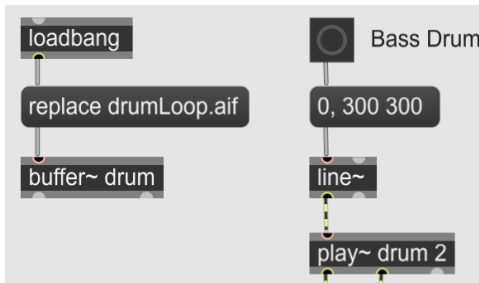 loadbang
replace drumLoop.aif
buffer~ drum
Bass Drum
0, 300 300
line~
play~ drum 2